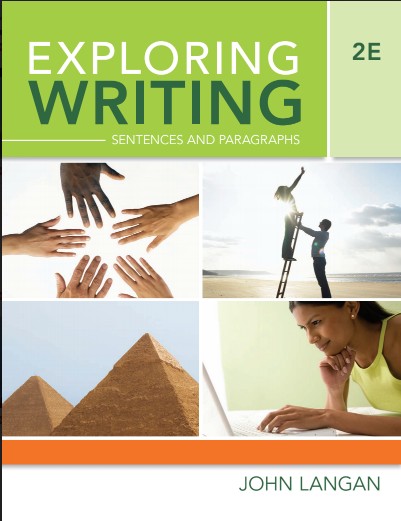 EXPLORING
WRITING
SENTENCES AND PARAGRAPHS
2E
JOHN LANGAN